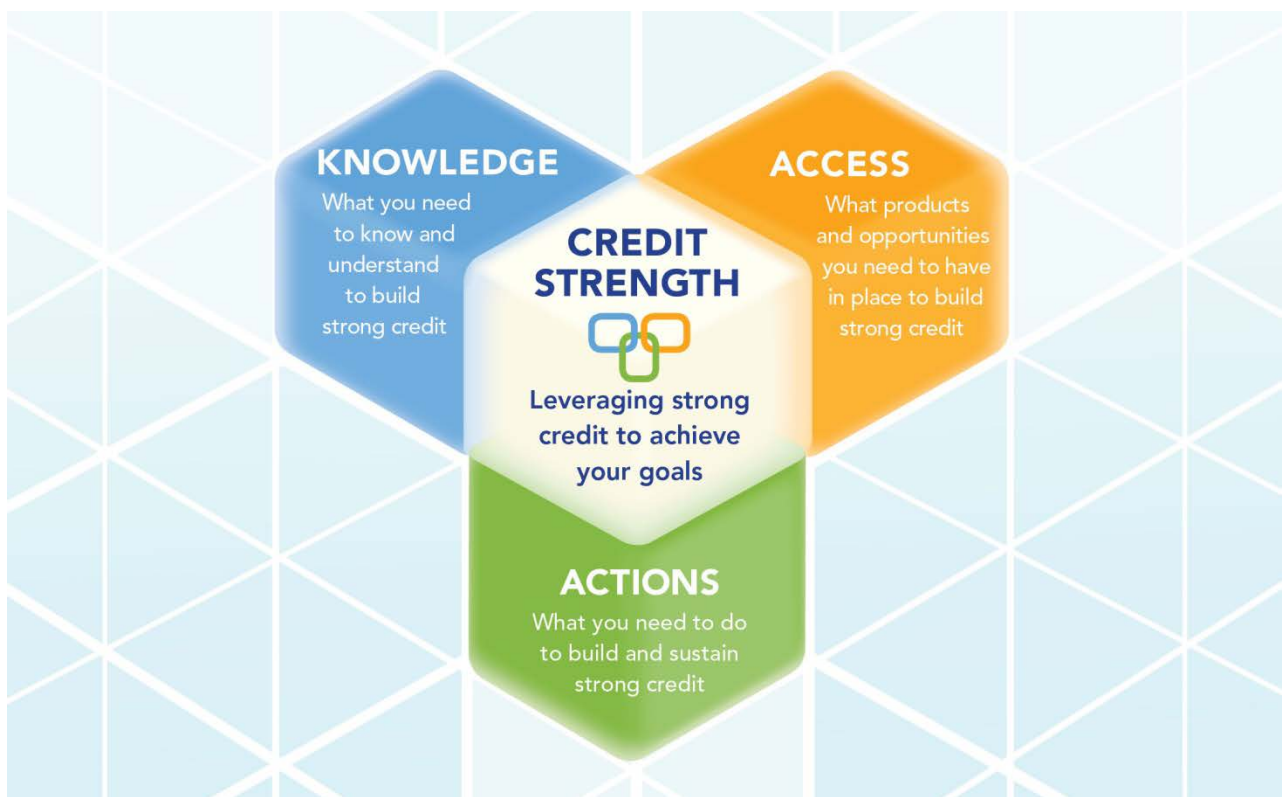 KNOWLEDGE
What you need
to know and
understand
to build
strong credit
ACCESS
What products
and opportunities
you need to have
in place to build
strong credit
CREDIT
STRENGTH
Leveraging strong
credit to achieve
your goals
ACTIONS
What you need to do
to build and sustain
strong credit